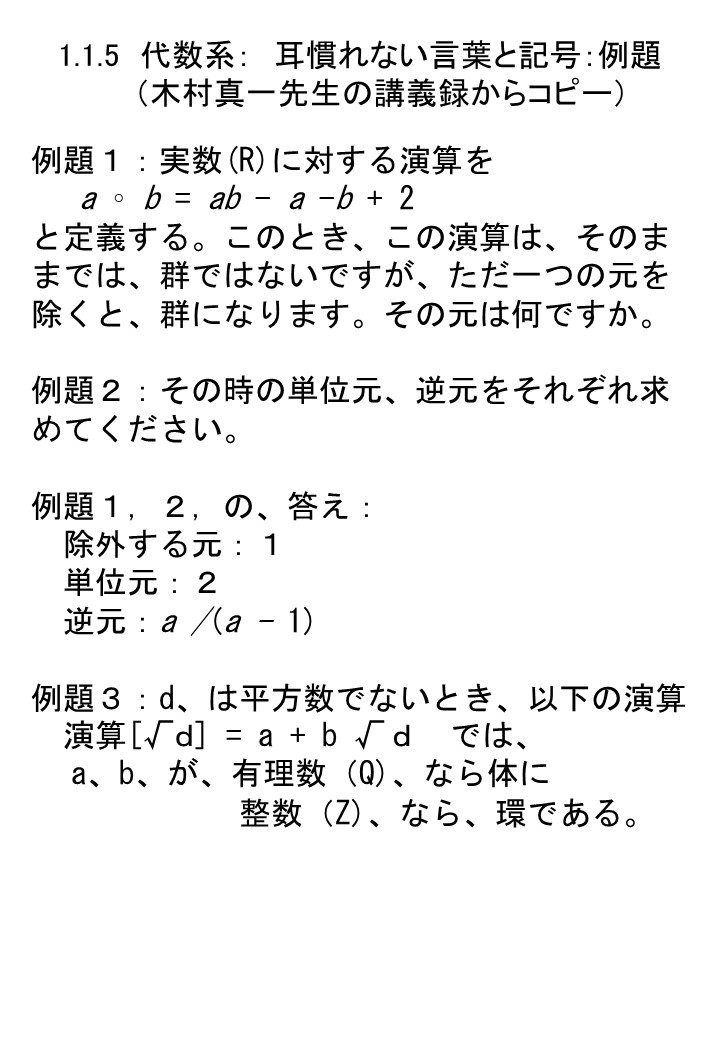 1.1.5 代数系： 耳慣れない言葉と記号：例題
（木村真一先生の講義録からコピー）
例題１：実数(R)に対する演算を
a ◦ b = ab － a －b + 2
と定義する。このとき、この演算は、そのま
までは、群ではないですが、ただ一つの元を
除くと、群になります。その元は何ですか。
例題２：その時の単位元、逆元をそれぞれ求
めてください。
例題１，２，の、答え：
除外する元：１
単位元：２
逆元：a ／(a － 1)
例題３：d、は平方数でないとき、以下の演算
演算[√ｄ] = a + b √ｄ では、
a、b、が、有理数（Q)、なら体に
整数（Z)、なら、環である。